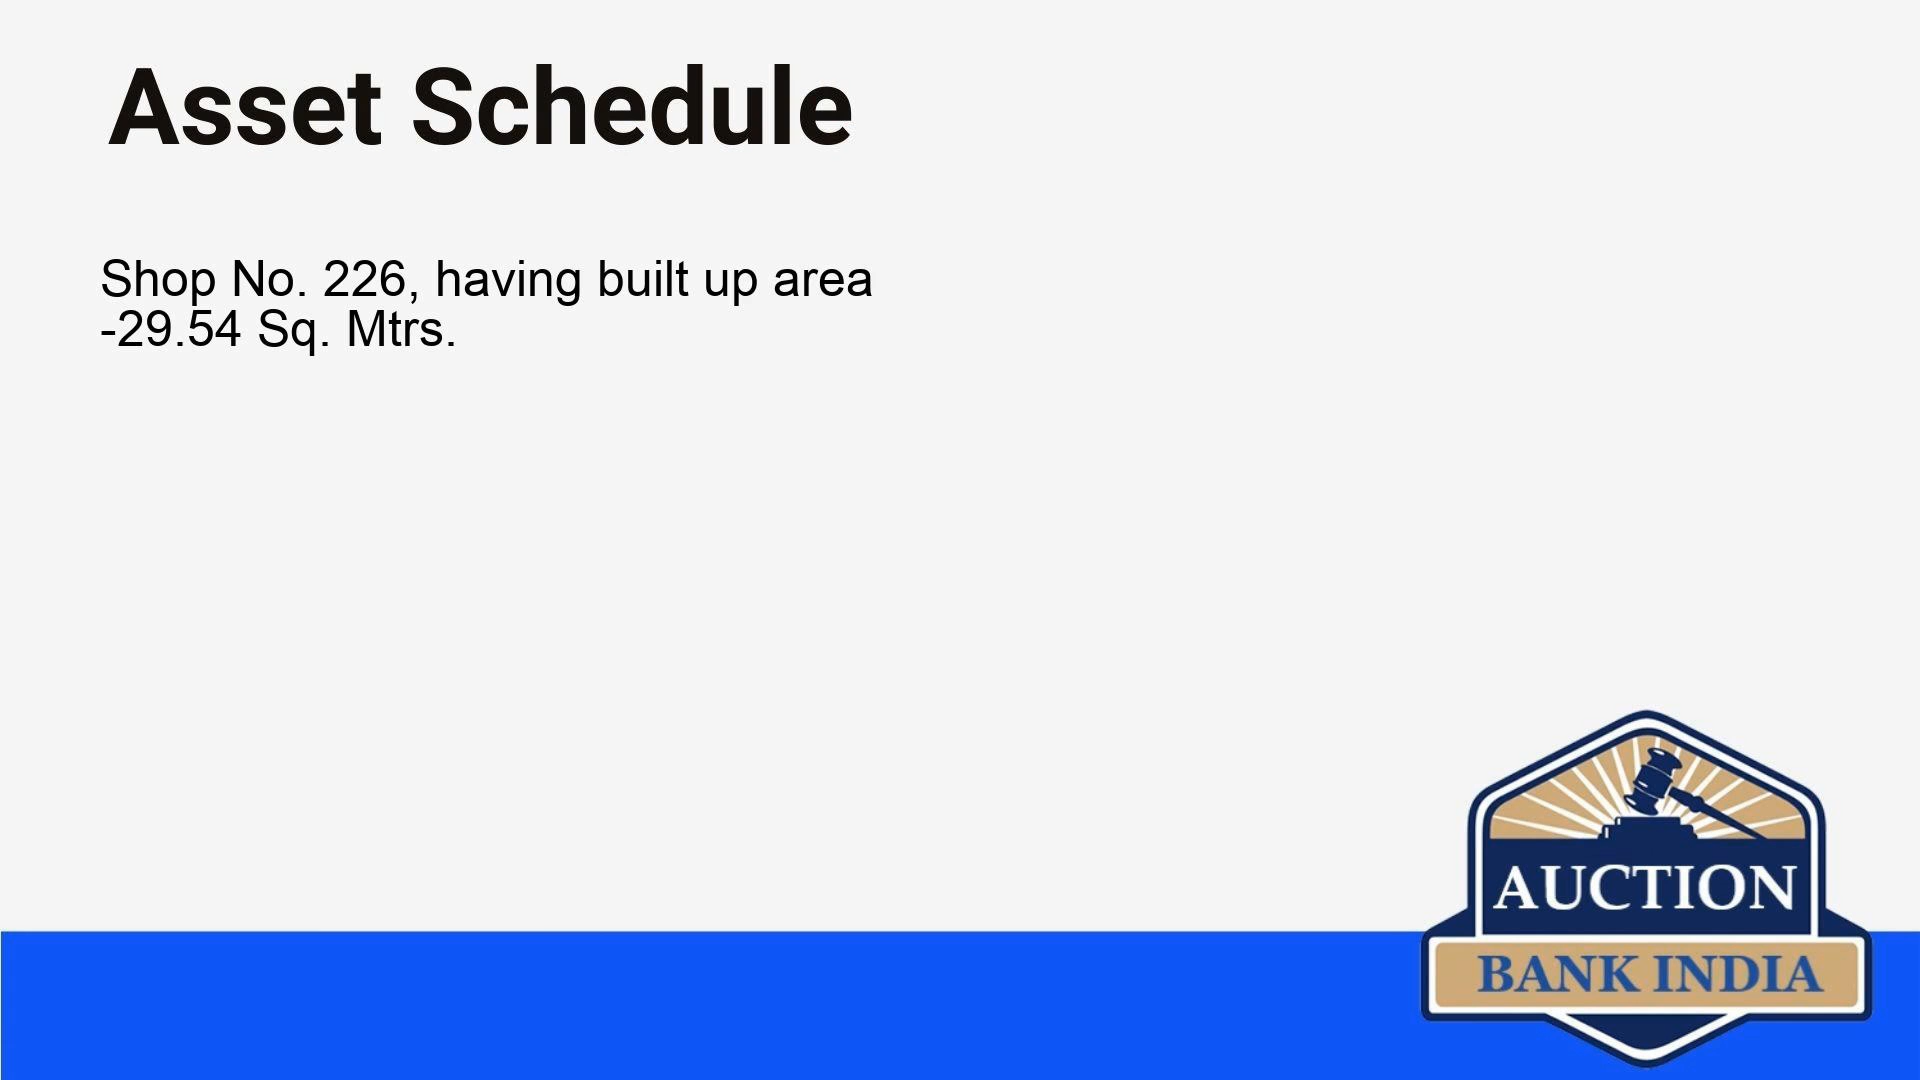 Asset Schedule
Shop No. 226, having built up area
-29.54 Sq. Mtrs.
AUCTION
BANK INDIA